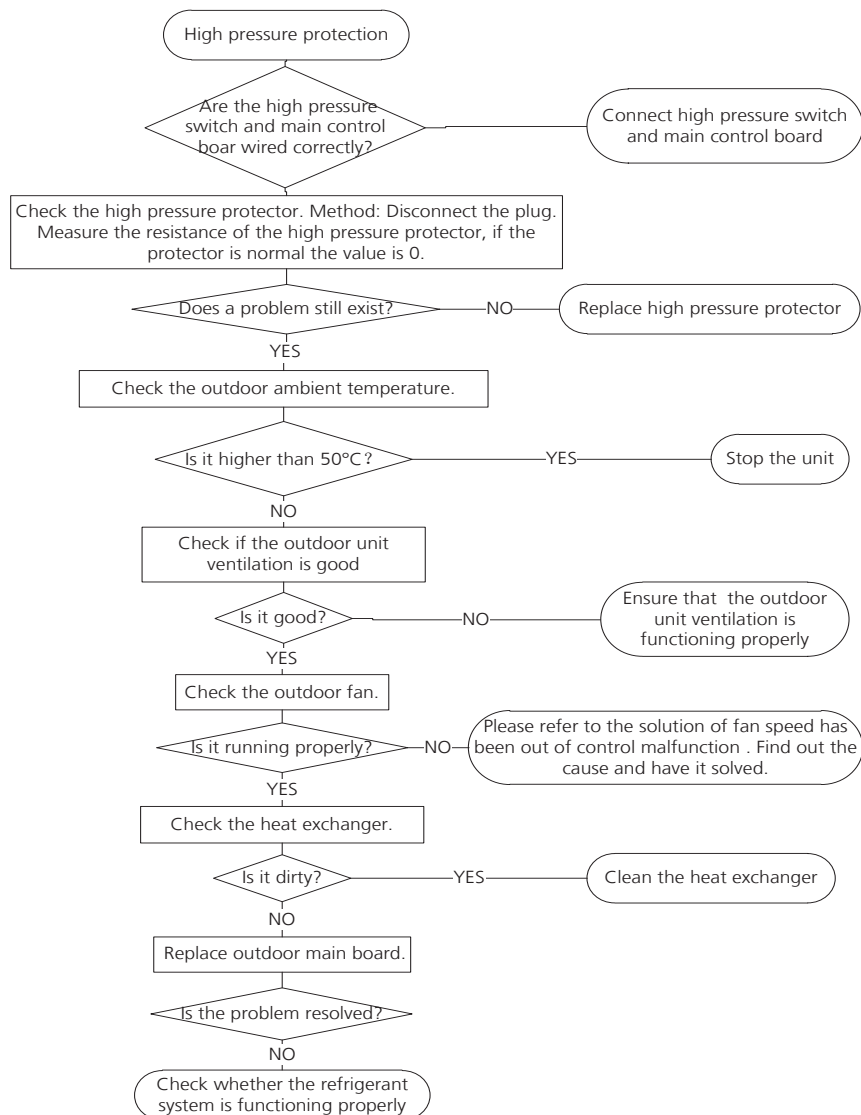 High pressure protection
Are the high pressure
switch and main control
boar wired correctly?
Connect high pressure switch
and main control board
Check the high pressure protector. Method: Disconnect the plug.
Measure the resistance of the high pressure protector, if the
protector is normal the value is 0.
Does a problem still exist?
NO
Replace high pressure protector
YES
Check the outdoor ambient temperature.
Is it higher than 50°C?
YES
Stop the unit
NO
Check if the outdoor unit
ventilation is good
Is it good?
NO
Ensure that the outdoor
unit ventilation is
functioning properly
YES
Check the outdoor fan.
Is it running properly?
NO
Please refer to the solution of fan speed has
been out of control malfunction . Find out the
cause and have it solved.
YES
Check the heat exchanger.
Is it dirty?
YES
Clean the heat exchanger
NO
Replace outdoor main board.
Is the problem resolved?
NO
Check whether the refrigerant
system is functioning properly